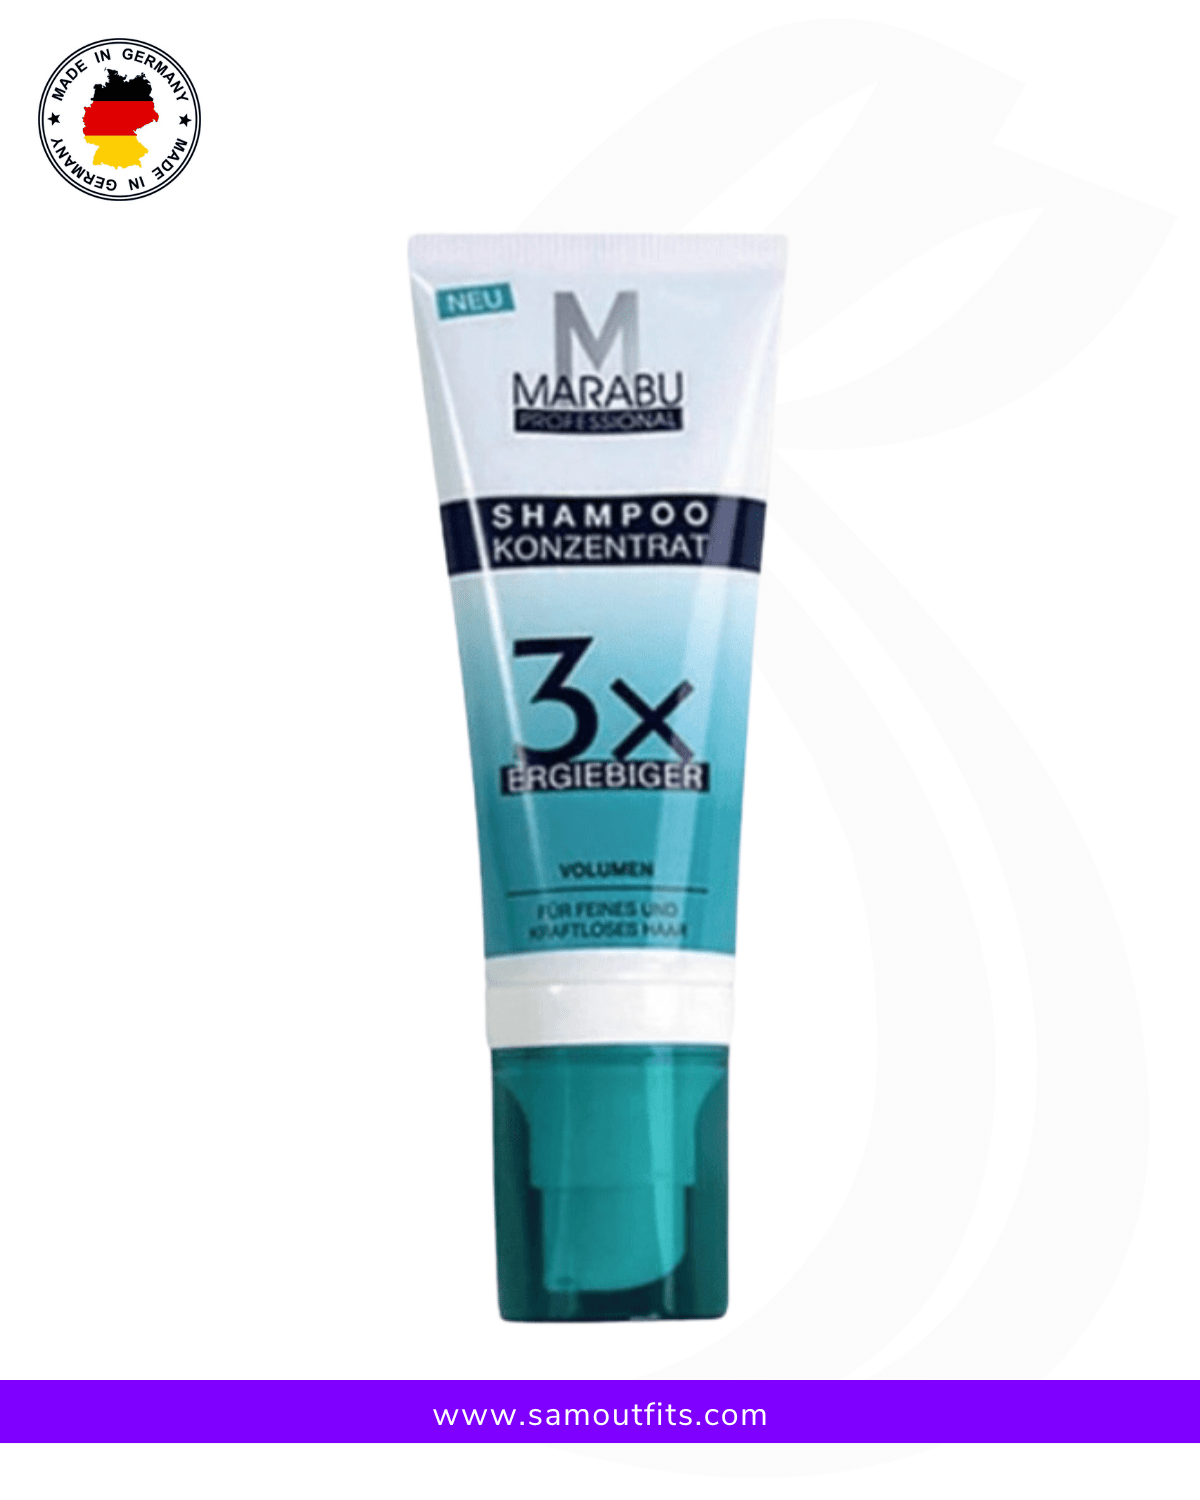 MADE IN GERMANY
MADE IN GERMANY
NEU
M
MARABU
PROFESSIONAL
SHAMPOO
KONZENTRAT
3x
ERGIEBIGER
VOLUMEN
FÜR FEINES UND
KRAFTLOSES HAAR
www.samoutfits.com